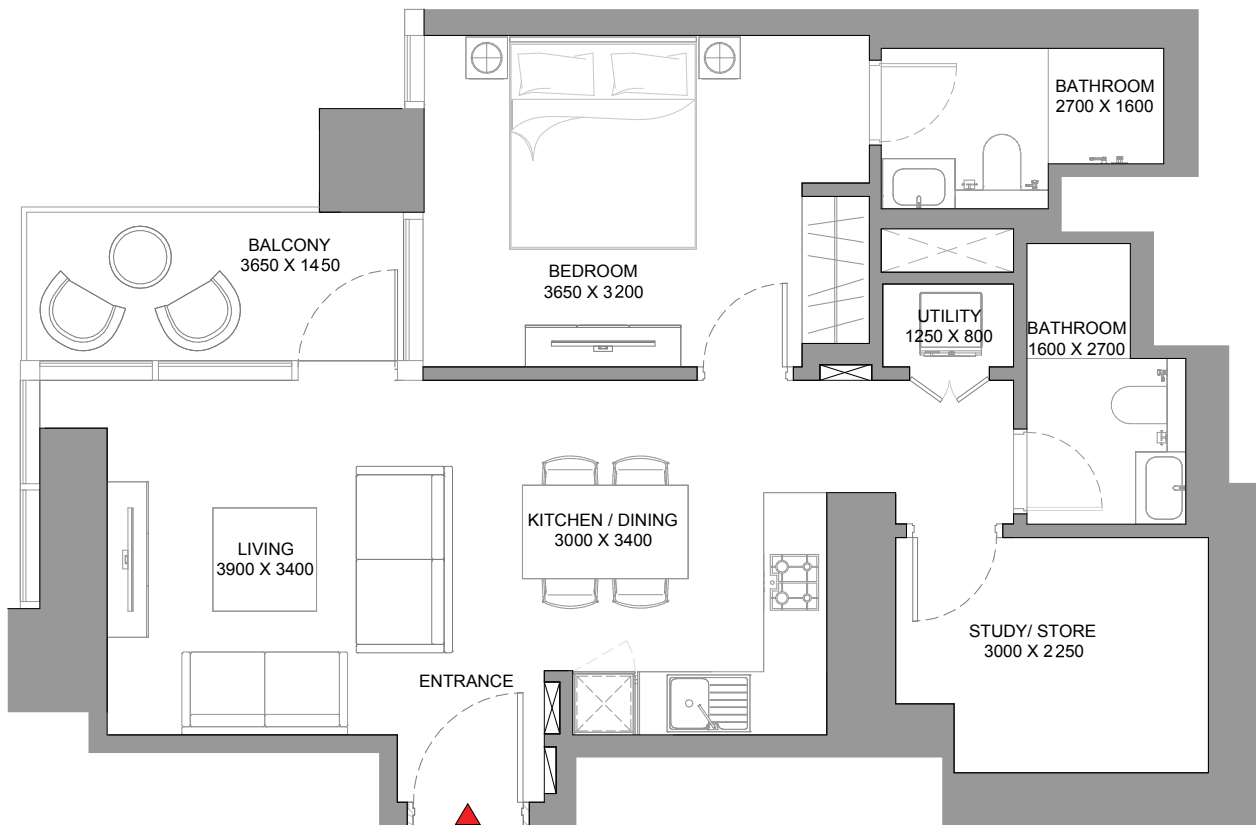 BATHROOM
2700 X 1600
BALCONY
3650 X 1450
BEDROOM
3650 X 3200
UTILITY
1250 X 800
BATHROOM
1600 X 2700
KITCHEN / DINING
3000 X 3400
LIVING
3900 X 3400
STUDY/ STORE
3000 X 2250
ENTRANCE